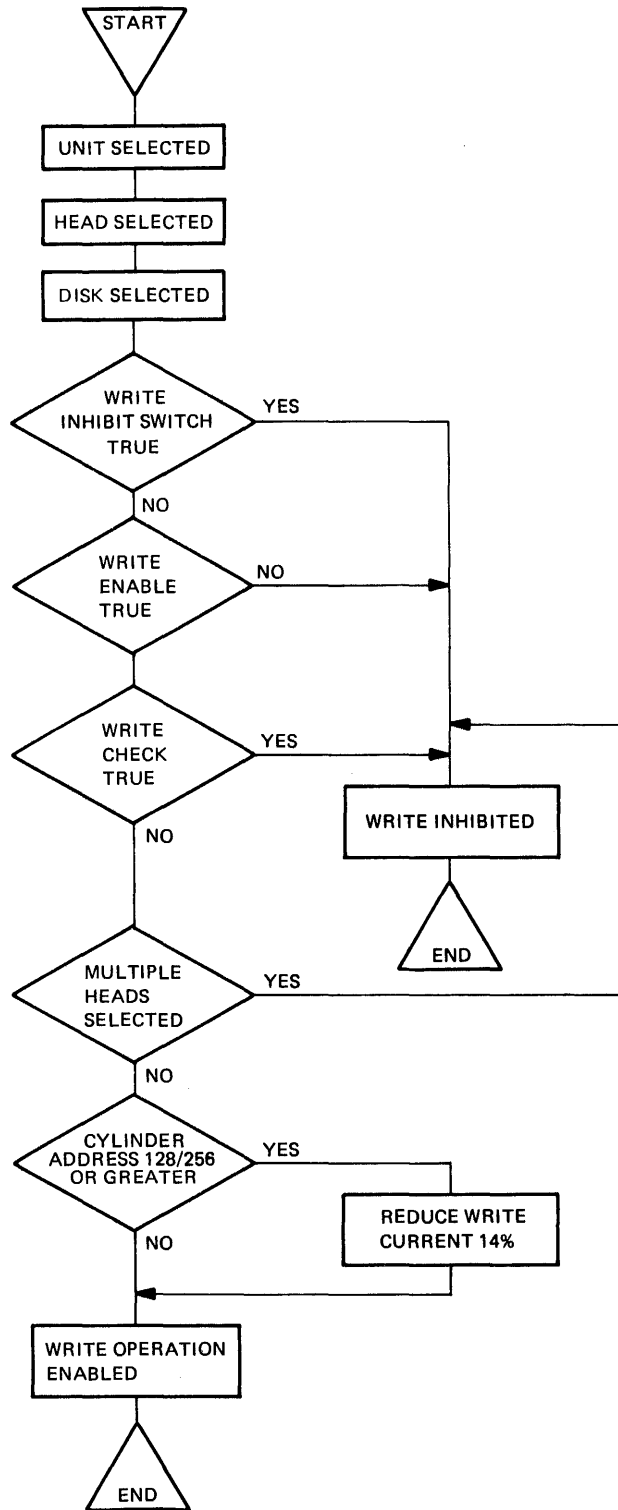 START
UNIT SELECTED
HEAD SELECTED
DISK SELECTED
WRITE
INHIBIT SWITCH
TRUE
YES
NO
WRITE
ENABLE
TRUE
NO
WRITE
CHECK
TRUE
YES
NO
WRITE INHIBITED
END
MULTIPLE
HEADS
SELECTED
YES
NO
CYLINDER
ADDRESS 128/256
OR GREATER
YES
NO
REDUCE WRITE
CURRENT 14%
WRITE OPERATION
ENABLED
END